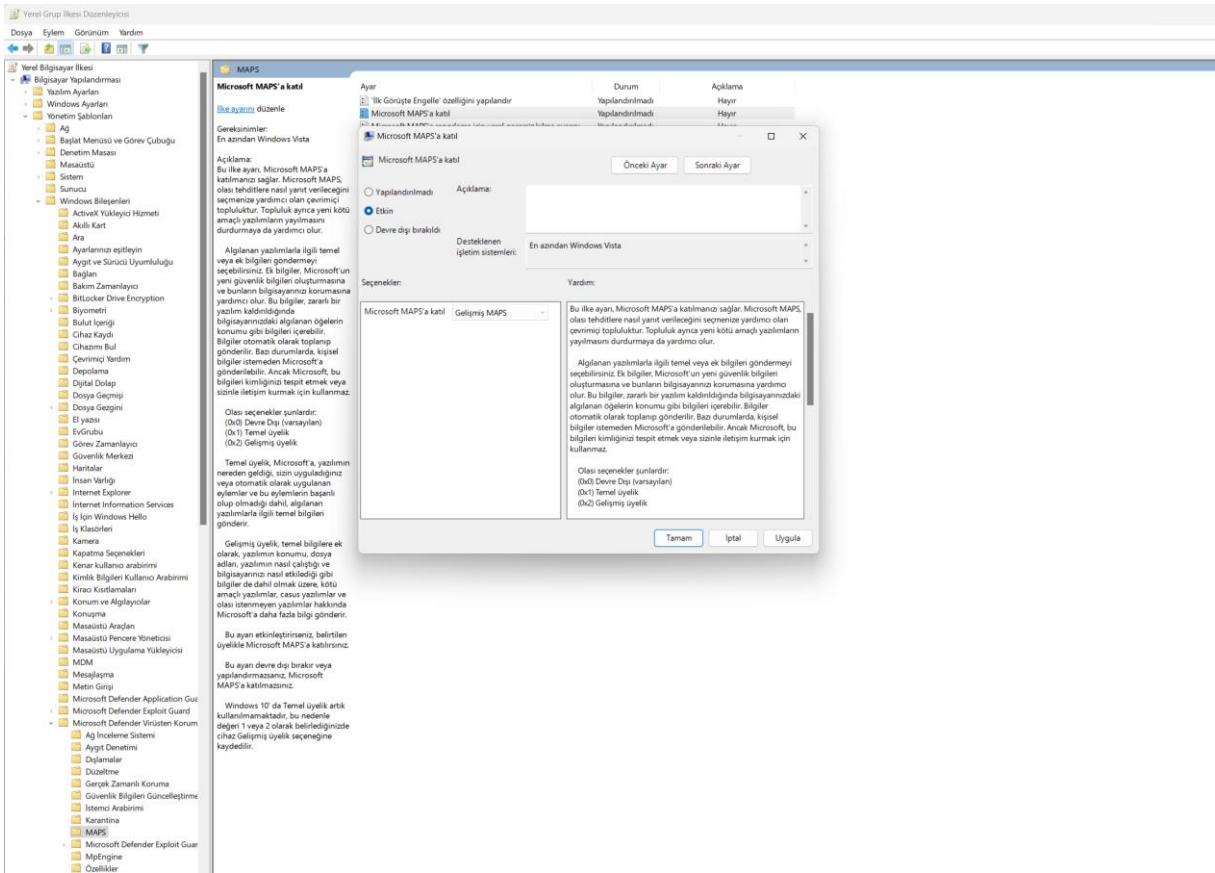 Yerel Grup İlkesi Düzenleyicisi
Dosya Eylem Görünüm Yardım
Yerel Bilgisayar İlkesi
Bilgisayar Yapılandırması
Yazılım Ayarları
Windows Ayarları
Yönetim Şablonları
Ağ
Başlat Menüsü ve Görev Çubuğu
Denetim Masası
Masaüstü
Sistem
Sunucu
Windows Bileşenleri
ActiveX Yükleyici Hizmeti
Akıllı Kart
Ara
Ayarlarınızı eşitleyin
Aygıt ve Sürücü Uyumluluğu
Bağlan
Bakım Zamanlayıcı
BitLocker Drive Encryption
Biyometri
Bulut İçeriği
Cihaz Kaydı
Cihazımı Bul
Çevrimiçi Yardım
Depolama
Dijital Dolap
Dosya Geçmişi
Dosya Gezgini
El yazısı
EvGrubu
Görev Zamanlayıcı
Güvenlik Merkezi
Haritalar
İnsan Varlığı
Internet Explorer
Internet Information Services
İş İçin Windows Hello
İş Klasörleri
Kamera
Kapatma Seçenekleri
Kenar kullanıcı arabirimi
Kimlik Bilgileri Kullanıcı Arabirimi
Kiracı Kısıtlamaları
Konum ve Algılayıcılar
Konuşma
Masaüstü Araçları
Masaüstü Pencere Yöneticisi
Masaüstü Uygulama Yükleyicisi
MDM
Mesajlaşma
Metin Girişi
Microsoft Defender Application Gua
Microsoft Defender Exploit Guard
Microsoft Defender Virüsten Korum
Ağ İnceleme Sistemi
Aygıt Denetimi
Dışlamalar
Düzeltme
Gerçek Zamanlı Koruma
Güvenlik Bilgileri Güncelleştirme
İstemci Arabirimi
Karantina
MAPS
Microsoft Defender Exploit Guar
MpEngine
Özellikler
MAPS
Microsoft MAPS'a katıl
İlke ayarını düzenle
Gereksinimler:
En azından Windows Vista
Açıklama:
Bu ilke ayarı, Microsoft MAPS'a
katılmanızı sağlar. Microsoft MAPS,
olası tehditlere nasıl yanıt verileceğini
seçmenize yardımcı olan çevrimiçi
topluluktur. Topluluk ayrıca yeni kötü
amaçlı yazılımların yayılmasını
durdurmaya da yardımcı olur.
Algılanan yazılımlarla ilgili temel
veya ek bilgileri göndermeyi
seçebilirsiniz. Ek bilgiler, Microsoft'un
yeni güvenlik bilgileri oluşturmasına
ve bunların bilgisayarınızı korumasına
yardımcı olur. Bu bilgiler, zararlı bir
yazılım kaldırıldığında
bilgisayarınızdaki algılanan öğelerin
konumu gibi bilgileri içerebilir.
Bilgiler otomatik olarak toplanıp
gönderilir. Bazı durumlarda, kişisel
bilgiler istemeden Microsoft'a
gönderilebilir. Ancak Microsoft, bu
bilgileri kimliğinizi tespit etmek veya
sizinle iletişim kurmak için kullanmaz.
Olası seçenekler şunlardır:
(0x0) Devre Dışı (varsayılan)
(0x1) Temel üyelik
(0x2) Gelişmiş üyelik
Temel üyelik, Microsoft'a, yazılımın
nereden geldiği, sizin uyguladığınız
veya otomatik olarak uygulanan
eylemler ve bu eylemlerin başarılı
olup olmadığı dahil, algılanan
yazılımlarla ilgili temel bilgileri
gönderir.
Gelişmiş üyelik, temel bilgilere ek
olarak, yazılımın konumu, dosya
adları, yazılımın nasıl çalıştığı ve
bilgisayarınızı nasıl etkilediği gibi
bilgiler de dahil olmak üzere, kötü
amaçlı yazılımlar, casus yazılımlar ve
olası istenmeyen yazılımlar hakkında
Microsoft'a daha fazla bilgi gönderir.
Bu ayarı etkinleştirirseniz, belirtilen
üyelikle Microsoft MAPS'a katılırsınız.
Bu ayarı devre dışı bırakır veya
yapılandırmazsanız, Microsoft
MAPS'a katılmazsınız.
Windows 10' da Temel üyelik artık
kullanılmamaktadır, bu nedenle
değeri 1 veya 2 olarak belirlediğinizde
cihaz Gelişmiş üyelik seçeneğine
kaydedilir.
Ayar Durum Açıklama
'İlk Görüşte Engelle' özelliğini yapılandır Yapılandırılmadı Hayır
Microsoft MAPS'a katıl Yapılandırılmadı Hayır
Microsoft MAPS'a katıl
Microsoft MAPS'a katıl
Önceki Ayar Sonraki Ayar
Yapılandırılmadı
Etkin
Devre dışı bırakıldı
Açıklama:
Desteklenen
işletim sistemleri:
En azından Windows Vista
Seçenekler:
Yardım:
Microsoft MAPS'a katıl Gelişmiş MAPS
Bu ilke ayarı, Microsoft MAPS'a katılmanızı sağlar. Microsoft MAPS,
olası tehditlere nasıl yanıt verileceğini seçmenize yardımcı olan
çevrimiçi topluluktur. Topluluk ayrıca yeni kötü amaçlı yazılımların
yayılmasını durdurmaya da yardımcı olur.
Algılanan yazılımlarla ilgili temel veya ek bilgileri göndermeyi
seçebilirsiniz. Ek bilgiler, Microsoft'un yeni güvenlik bilgileri
oluşturmasına ve bunların bilgisayarınızı korumasına yardımcı
olur. Bu bilgiler, zararlı bir yazılım kaldırıldığında bilgisayarınızdaki
algılanan öğelerin konumu gibi bilgileri içerebilir. Bilgiler
otomatik olarak toplanıp gönderilir. Bazı durumlarda, kişisel
bilgiler istemeden Microsoft'a gönderilebilir. Ancak Microsoft, bu
bilgileri kimliğinizi tespit etmek veya sizinle iletişim kurmak için
kullanmaz.
Olası seçenekler şunlardır:
(0x0) Devre Dışı (varsayılan)
(0x1) Temel üyelik
(0x2) Gelişmiş üyelik
Tamam İptal Uygula